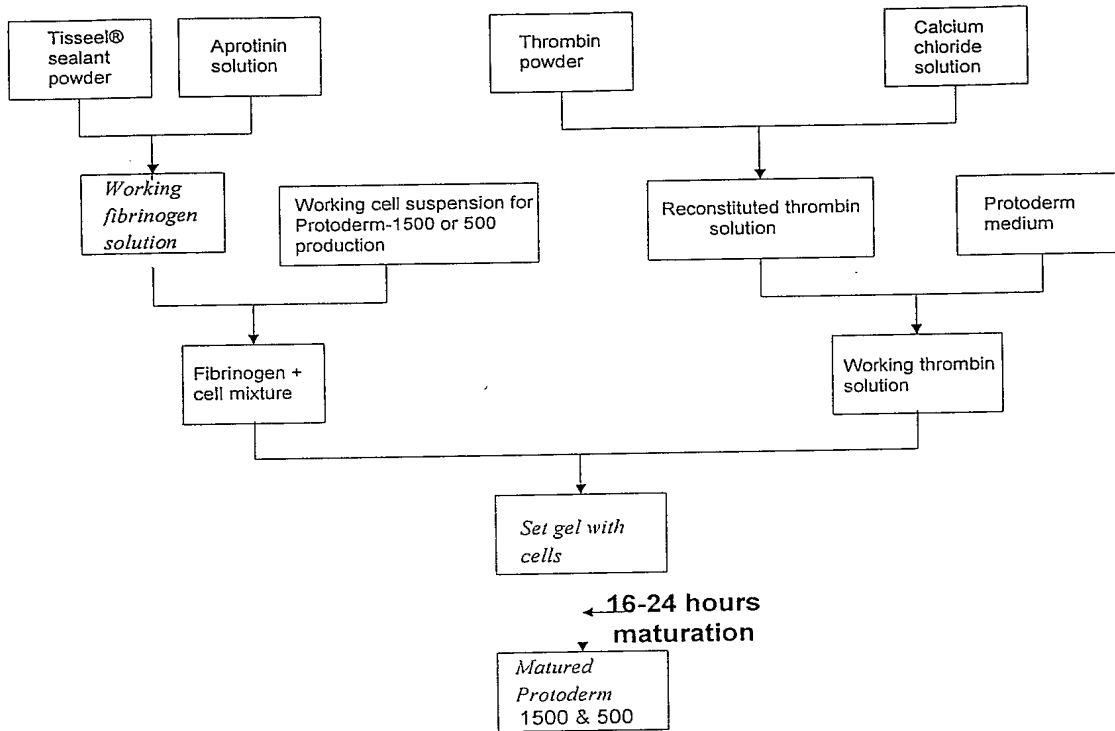 Tisseel®
sealant
powder
Aprotinin
solution
Thrombin
powder
Calcium
chloride
solution
Working
fibrinogen
solution
Working cell suspension for
Protoderm-1500 or 500
production
Reconstituted thrombin
solution
Protoderm
medium
Fibrinogen +
cell mixture
Working thrombin
solution
Set gel with
cells
16-24 hours
maturation
Matured
Protoderm
1500 & 500